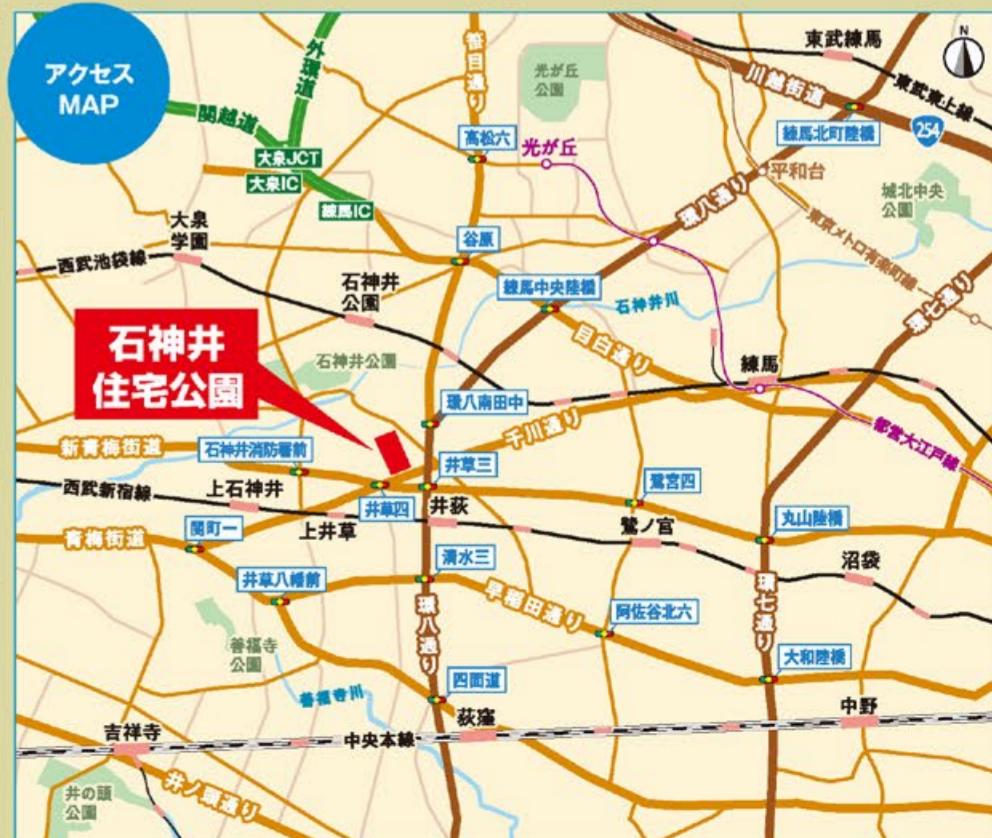 アクセス
MAP
N
外環道
関越道
大泉JCT
大泉IC
練馬IC
笹目通り
高松六
光が丘
公園
光が丘
東武練馬
川越街道
東武東上線
練馬北町陸橋
254
平和台
城北中央
公園
東京メトロ有楽町線
環八通り
環七通り
大泉
学園
西武池袋線
石神井
公園
谷原
練馬中央陸橋
石神井川
目白通り
石神井
住宅公園
石神井公園
練馬
環八南田中
千川通り
都営大江戸線
新青梅街道
石神井消防署前
井草三
西武新宿線
上石神井
井草四
井荻
鷺宮四
関町一
上井草
鷺ノ宮
丸山陸橋
青梅街道
清水三
沼袋
井草八幡前
早稲田通り
環八通り
阿佐谷北六
環七通り
善福寺
公園
善福寺川
四面道
大和陸橋
荻窪
中野
吉祥寺
中央本線
井の頭
公園
井ノ頭通り